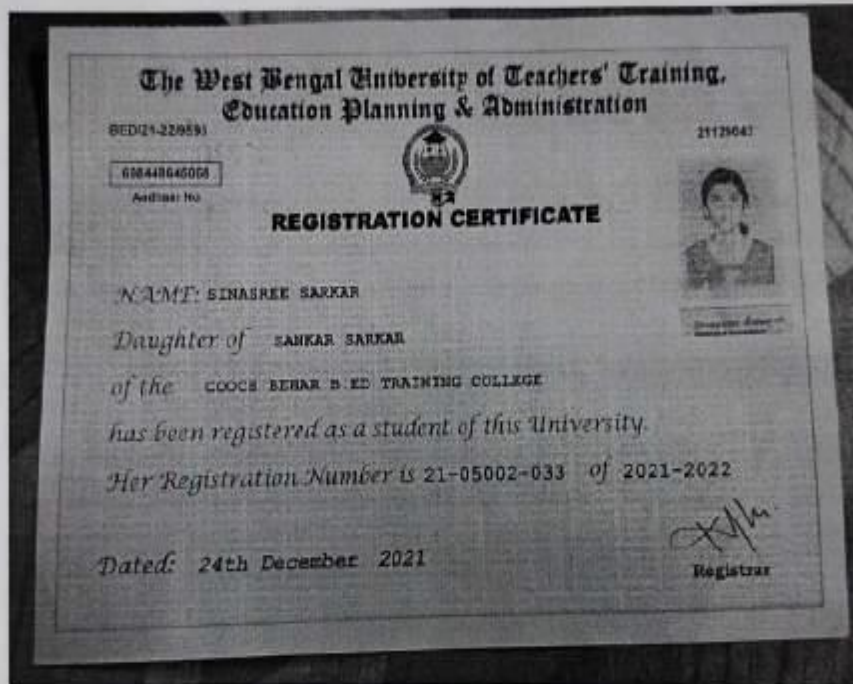 The West Bengal University of Teachers' Training,
Education Planning & Administration
REGISTRATION CERTIFICATE
NAME: SINASREE SARKAR
Daughter of SANKAR SARKAR
of the COOCH BEHAR B.ED TRAINING COLLEGE
has been registered as a student of this University.
Her Registration Number is 21-05002-033 of 2021-2022
Dated: 24th December 2021
Registrar